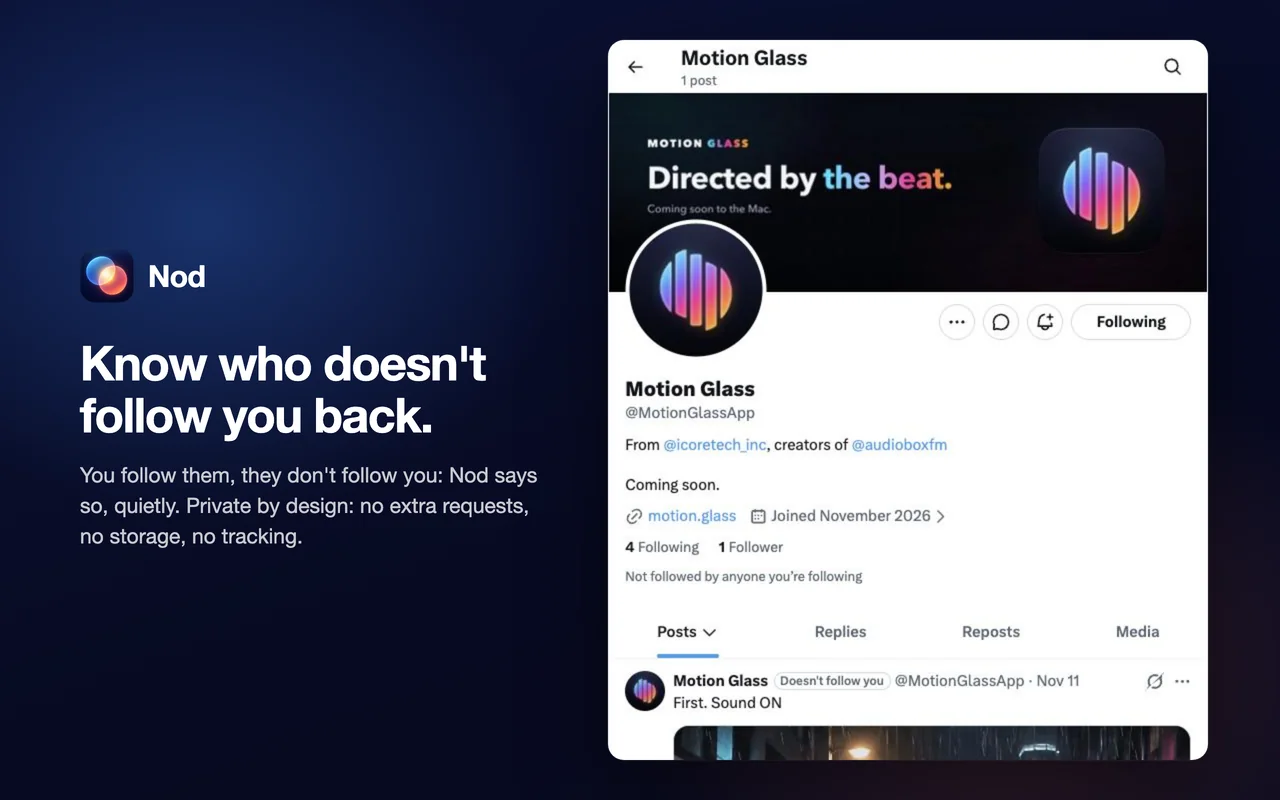 Nod
Know who doesn't
follow you back.
You follow them, they don't follow you: Nod says
so, quietly. Private by design: no extra requests,
no storage, no tracking.
Motion Glass
1 post
MOTION GLASS
Directed by the beat.
Coming soon to the Mac.
Following
Motion Glass
@MotionGlassApp
From @icoretech_inc, creators of @audioboxfm
Coming soon.
motion.glass Joined November 2026
4 Following 1 Follower
Not followed by anyone you’re following
Posts Replies Reposts Media
Motion Glass Doesn't follow you @MotionGlassApp · Nov 11
First. Sound ON